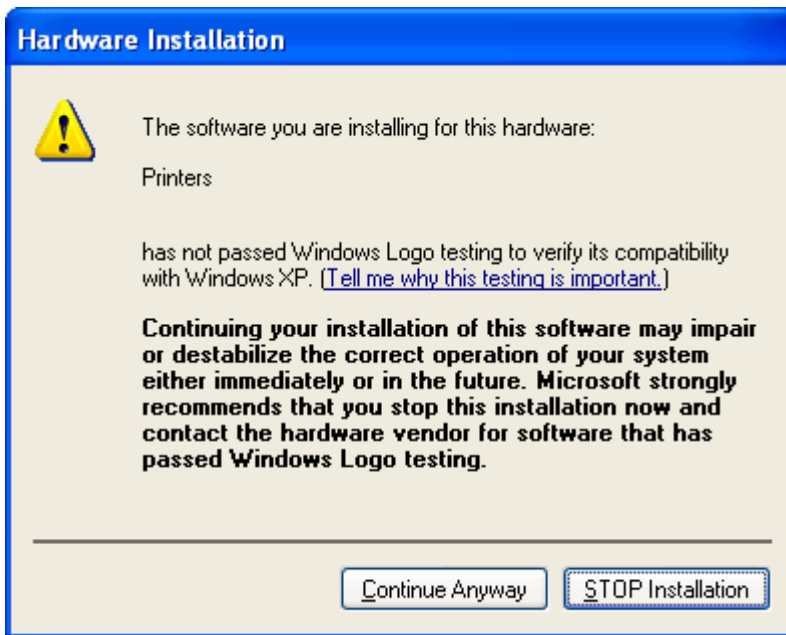 Hardware Installation
The software you are installing for this hardware:
Printers
has not passed Windows Logo testing to verify its compatibility
with Windows XP. (Tell me why this testing is important.)
Continuing your installation of this software may impair
or destabilize the correct operation of your system
either immediately or in the future. Microsoft strongly
recommends that you stop this installation now and
contact the hardware vendor for software that has
passed Windows Logo testing.
Continue Anyway STOP Installation